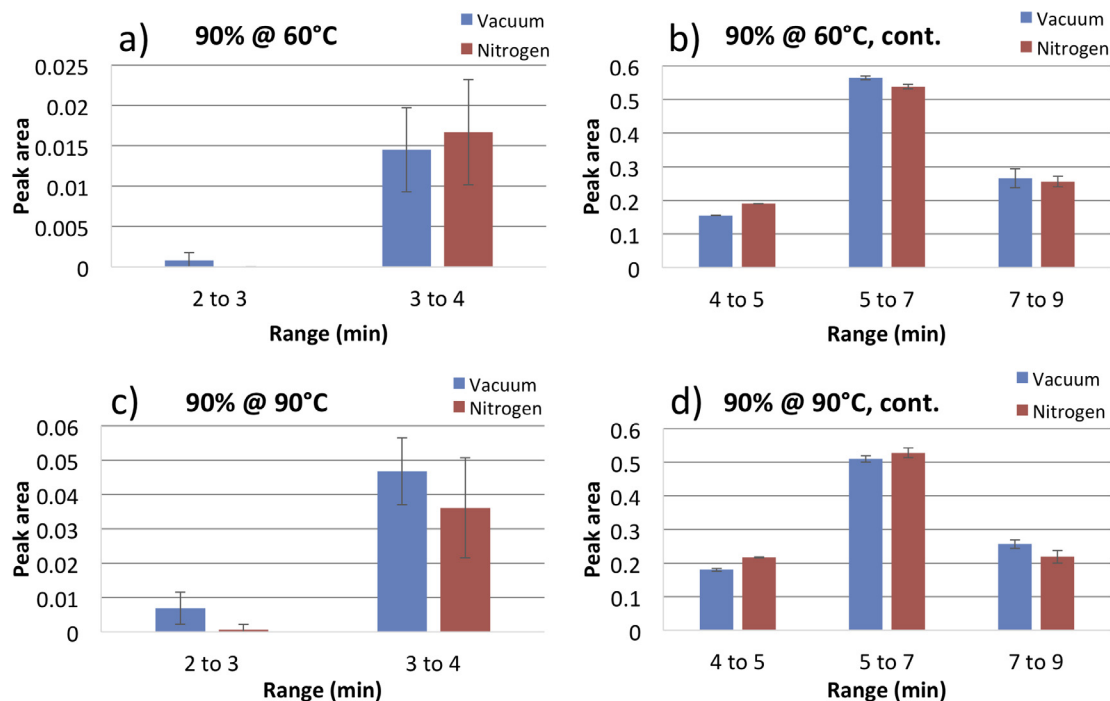 a) 90% @ 60°C
Vacuum
Nitrogen
Peak area
0.025
0.02
0.015
0.01
0.005
0
2 to 3 3 to 4
Range (min)
b) 90% @ 60°C, cont.
Vacuum
Nitrogen
Peak area
0.6
0.5
0.4
0.3
0.2
0.1
0
4 to 5 5 to 7 7 to 9
Range (min)
c) 90% @ 90°C
Vacuum
Nitrogen
Peak area
0.06
0.05
0.04
0.03
0.02
0.01
0
2 to 3 3 to 4
Range (min)
d) 90% @ 90°C, cont.
Vacuum
Nitrogen
Peak area
0.6
0.5
0.4
0.3
0.2
0.1
0
4 to 5 5 to 7 7 to 9
Range (min)